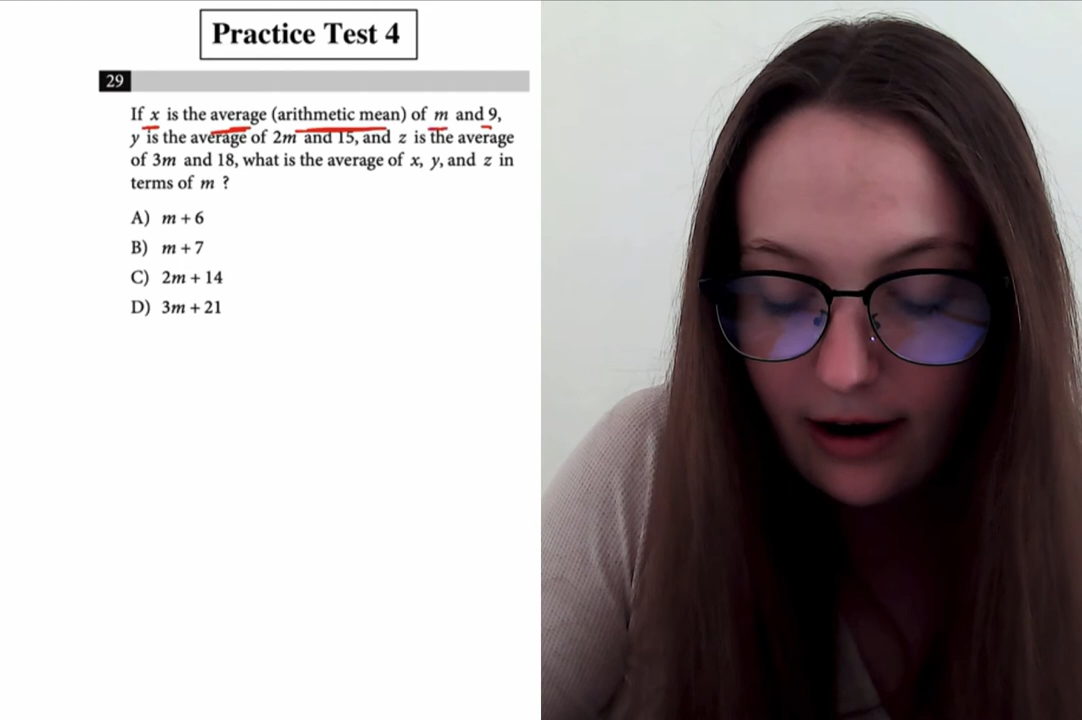 Practice Test 4
29
If x is the average (arithmetic mean) of m and 9,
y is the average of 2m and 15, and z is the average
of 3m and 18, what is the average of x, y, and z in
terms of m ?
A) m + 6
B) m + 7
C) 2m + 14
D) 3m + 21